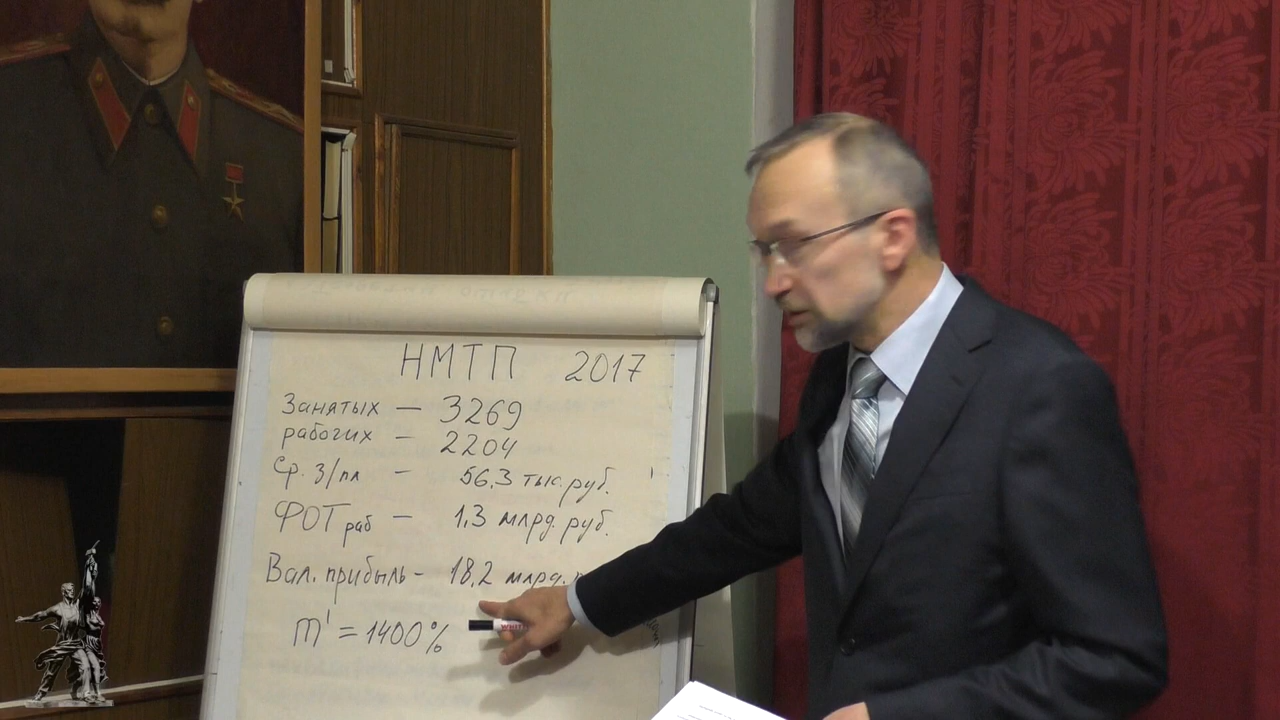 НМТП 2017
Занятых — 3269
рабочих — 2204
Ср. з/пл — 56,3 тыс. руб.
ФОТ раб — 1,3 млрд. руб.
Вал. прибыль - 18,2 млрд.
m' = 1400%